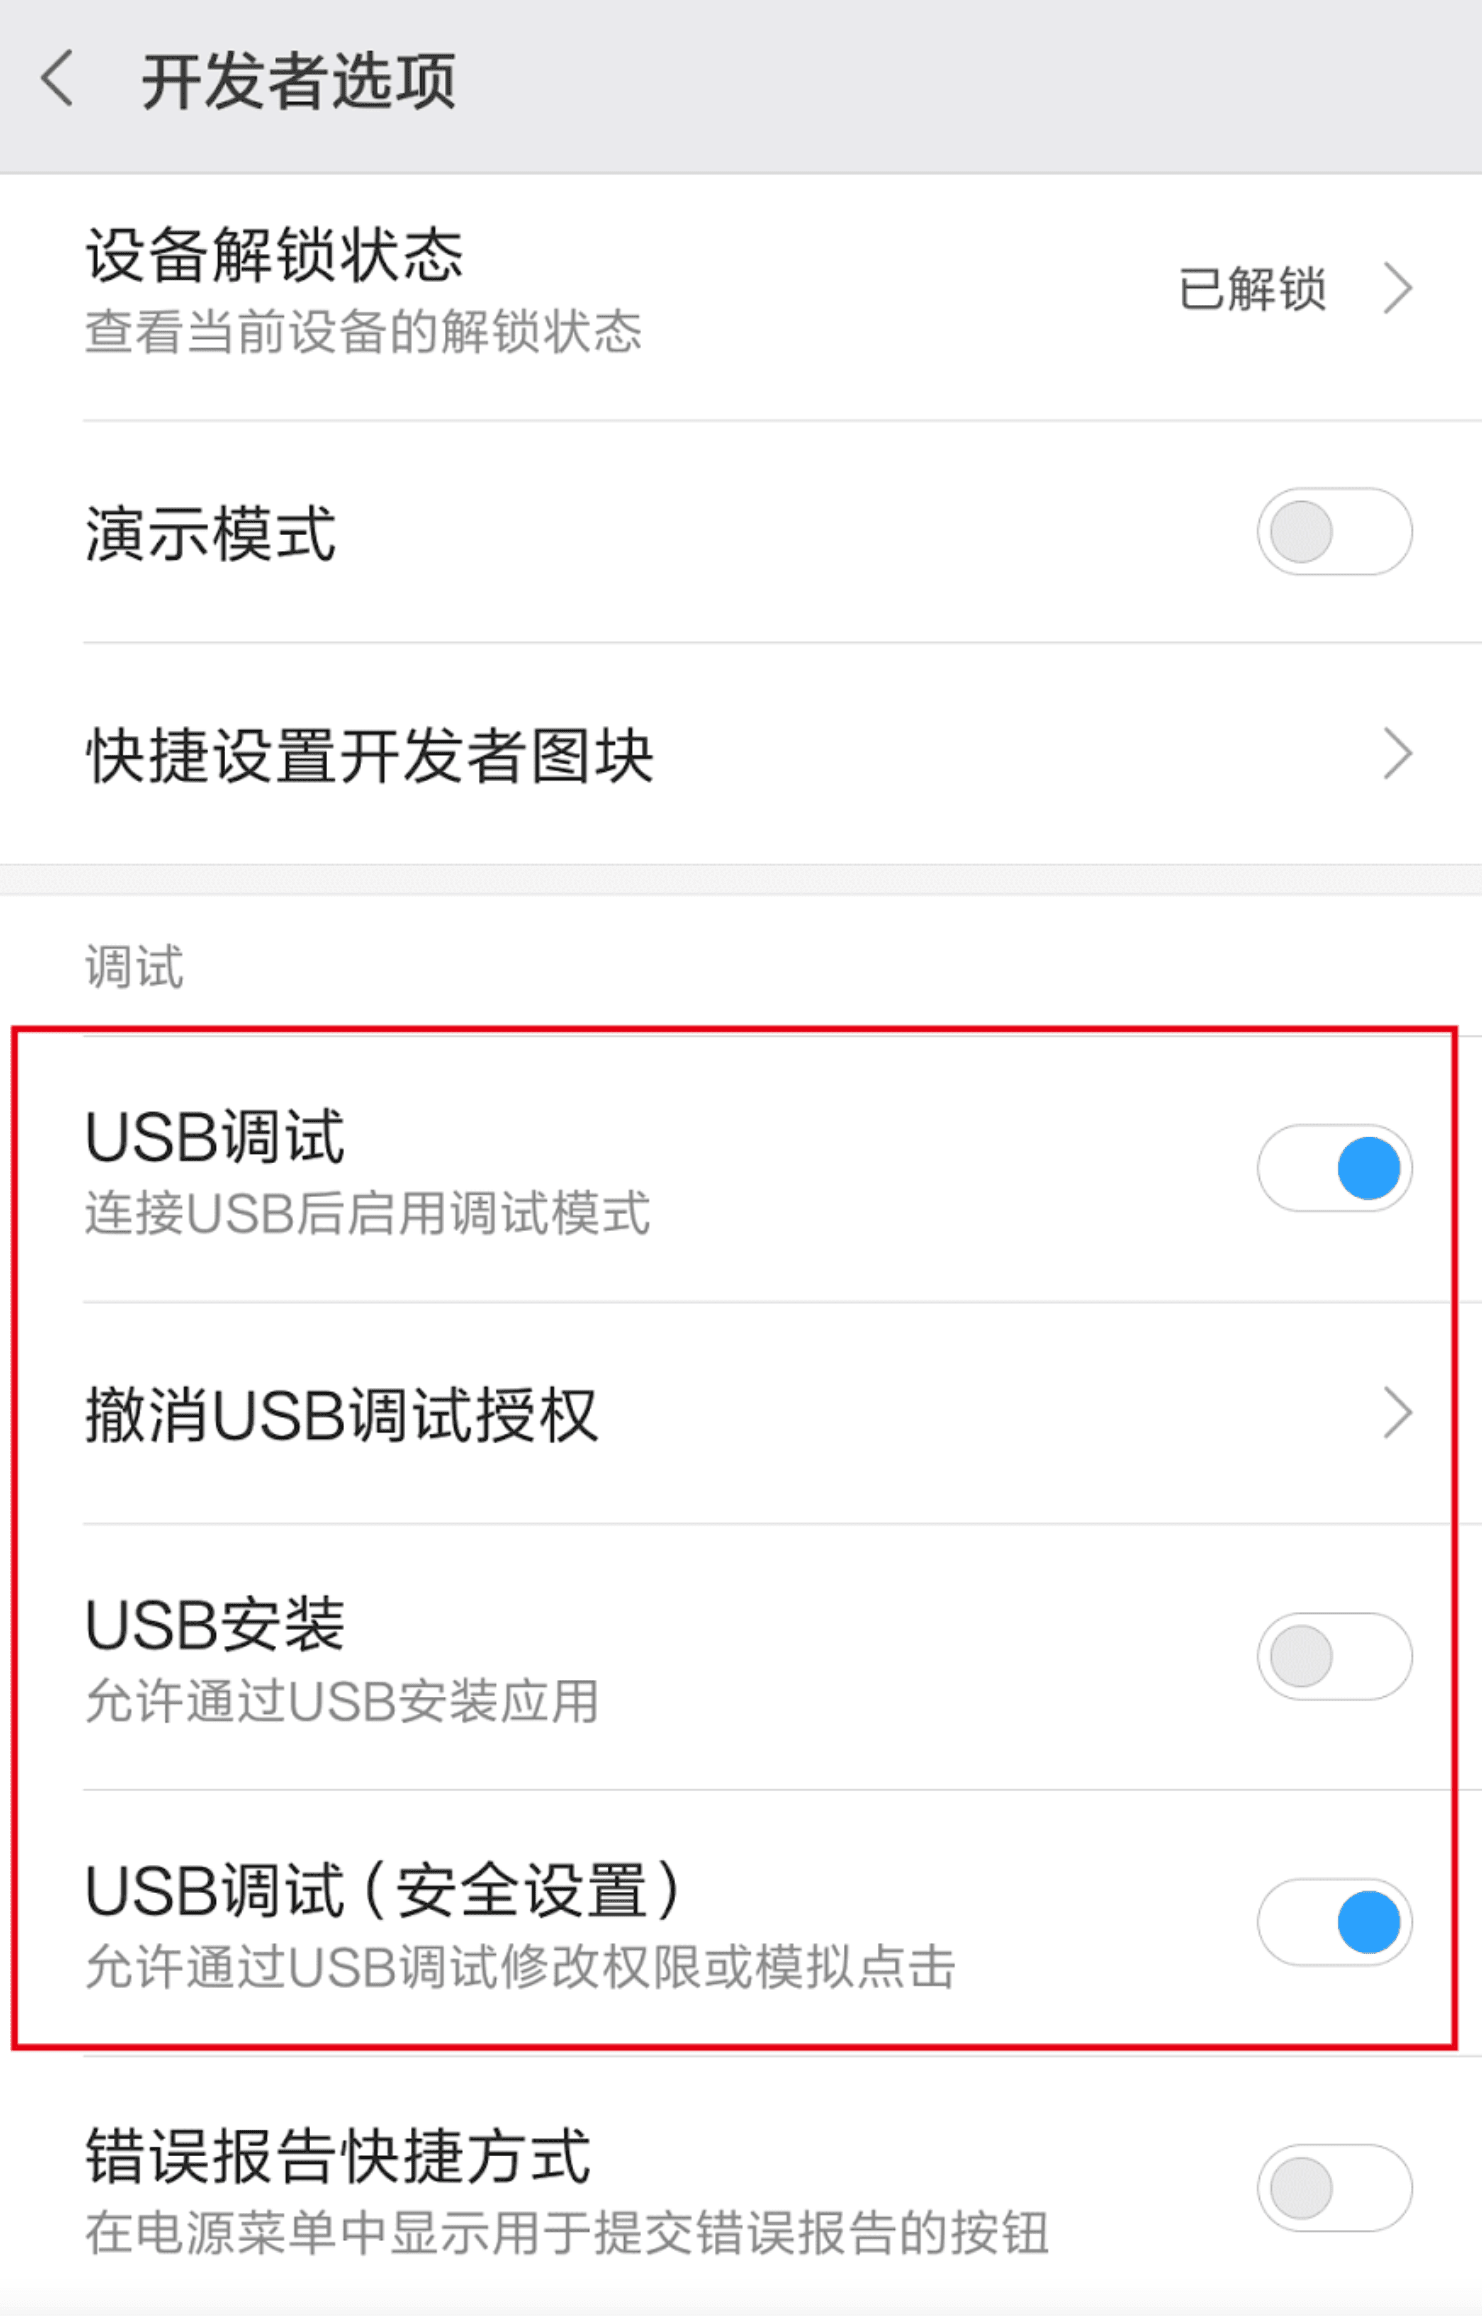 开发者选项
设备解锁状态
查看当前设备的解锁状态
已解锁
演示模式
快捷设置开发者图块
调试
USB调试
连接USB后启用调试模式
撤消USB调试授权
USB安装
允许通过USB安装应用
USB调试（安全设置）
允许通过USB调试修改权限或模拟点击
错误报告快捷方式
在电源菜单中显示用于提交错误报告的按钮